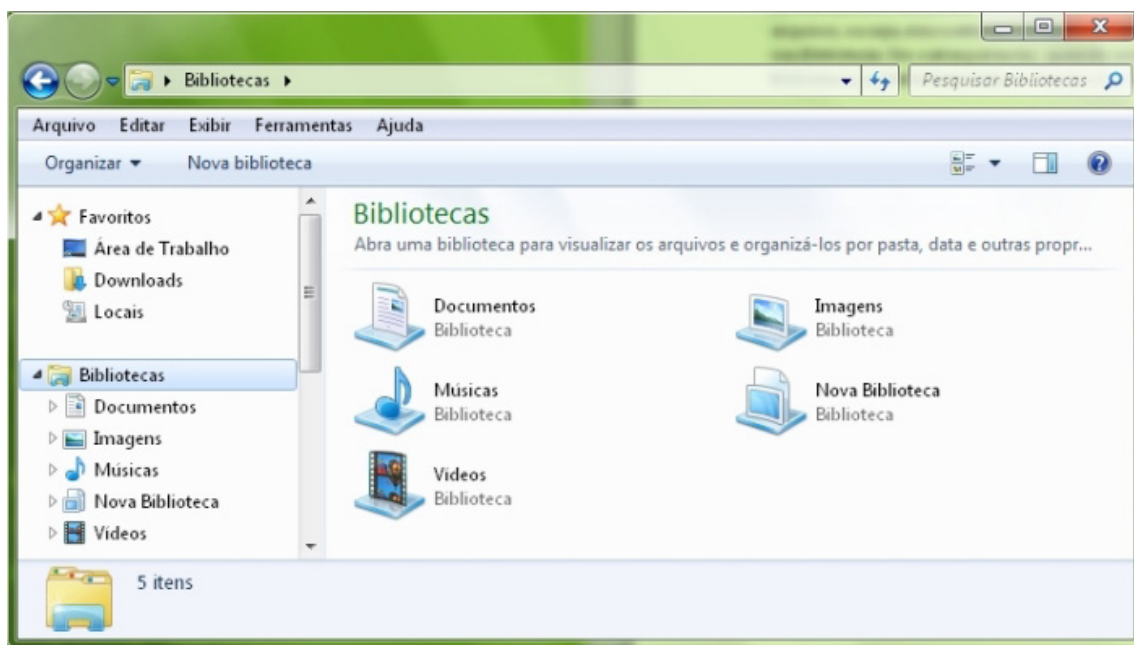 Bibliotecas
Pesquisar Bibliotecas
Arquivo Editar Exibir Ferramentas Ajuda
Organizar Nova biblioteca
Favoritos
Área de Trabalho
Downloads
Locais
Bibliotecas
Documentos
Imagens
Músicas
Nova Biblioteca
Vídeos
Bibliotecas
Abra uma biblioteca para visualizar os arquivos e organizá-los por pasta, data e outras propr...
Documentos
Biblioteca
Imagens
Biblioteca
Músicas
Biblioteca
Nova Biblioteca
Biblioteca
Vídeos
Biblioteca
5 itens